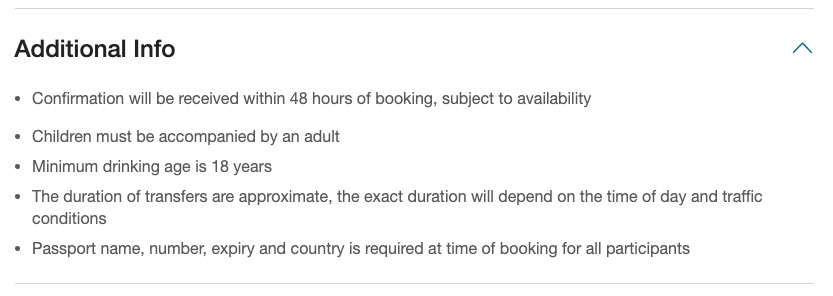 Additional Info
• Confirmation will be received within 48 hours of booking, subject to availability
• Children must be accompanied by an adult
• Minimum drinking age is 18 years
• The duration of transfers are approximate, the exact duration will depend on the time of day and traffic
conditions
• Passport name, number, expiry and country is required at time of booking for all participants